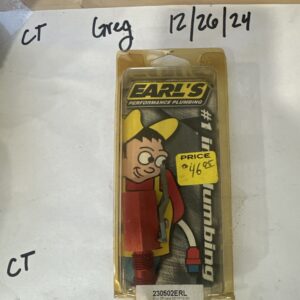 CT Greg 12/26/24
EARL'S
PERFORMANCE PLUMBING
#1 in Plumbing
PRICE
$46.95
CT
230502ERL